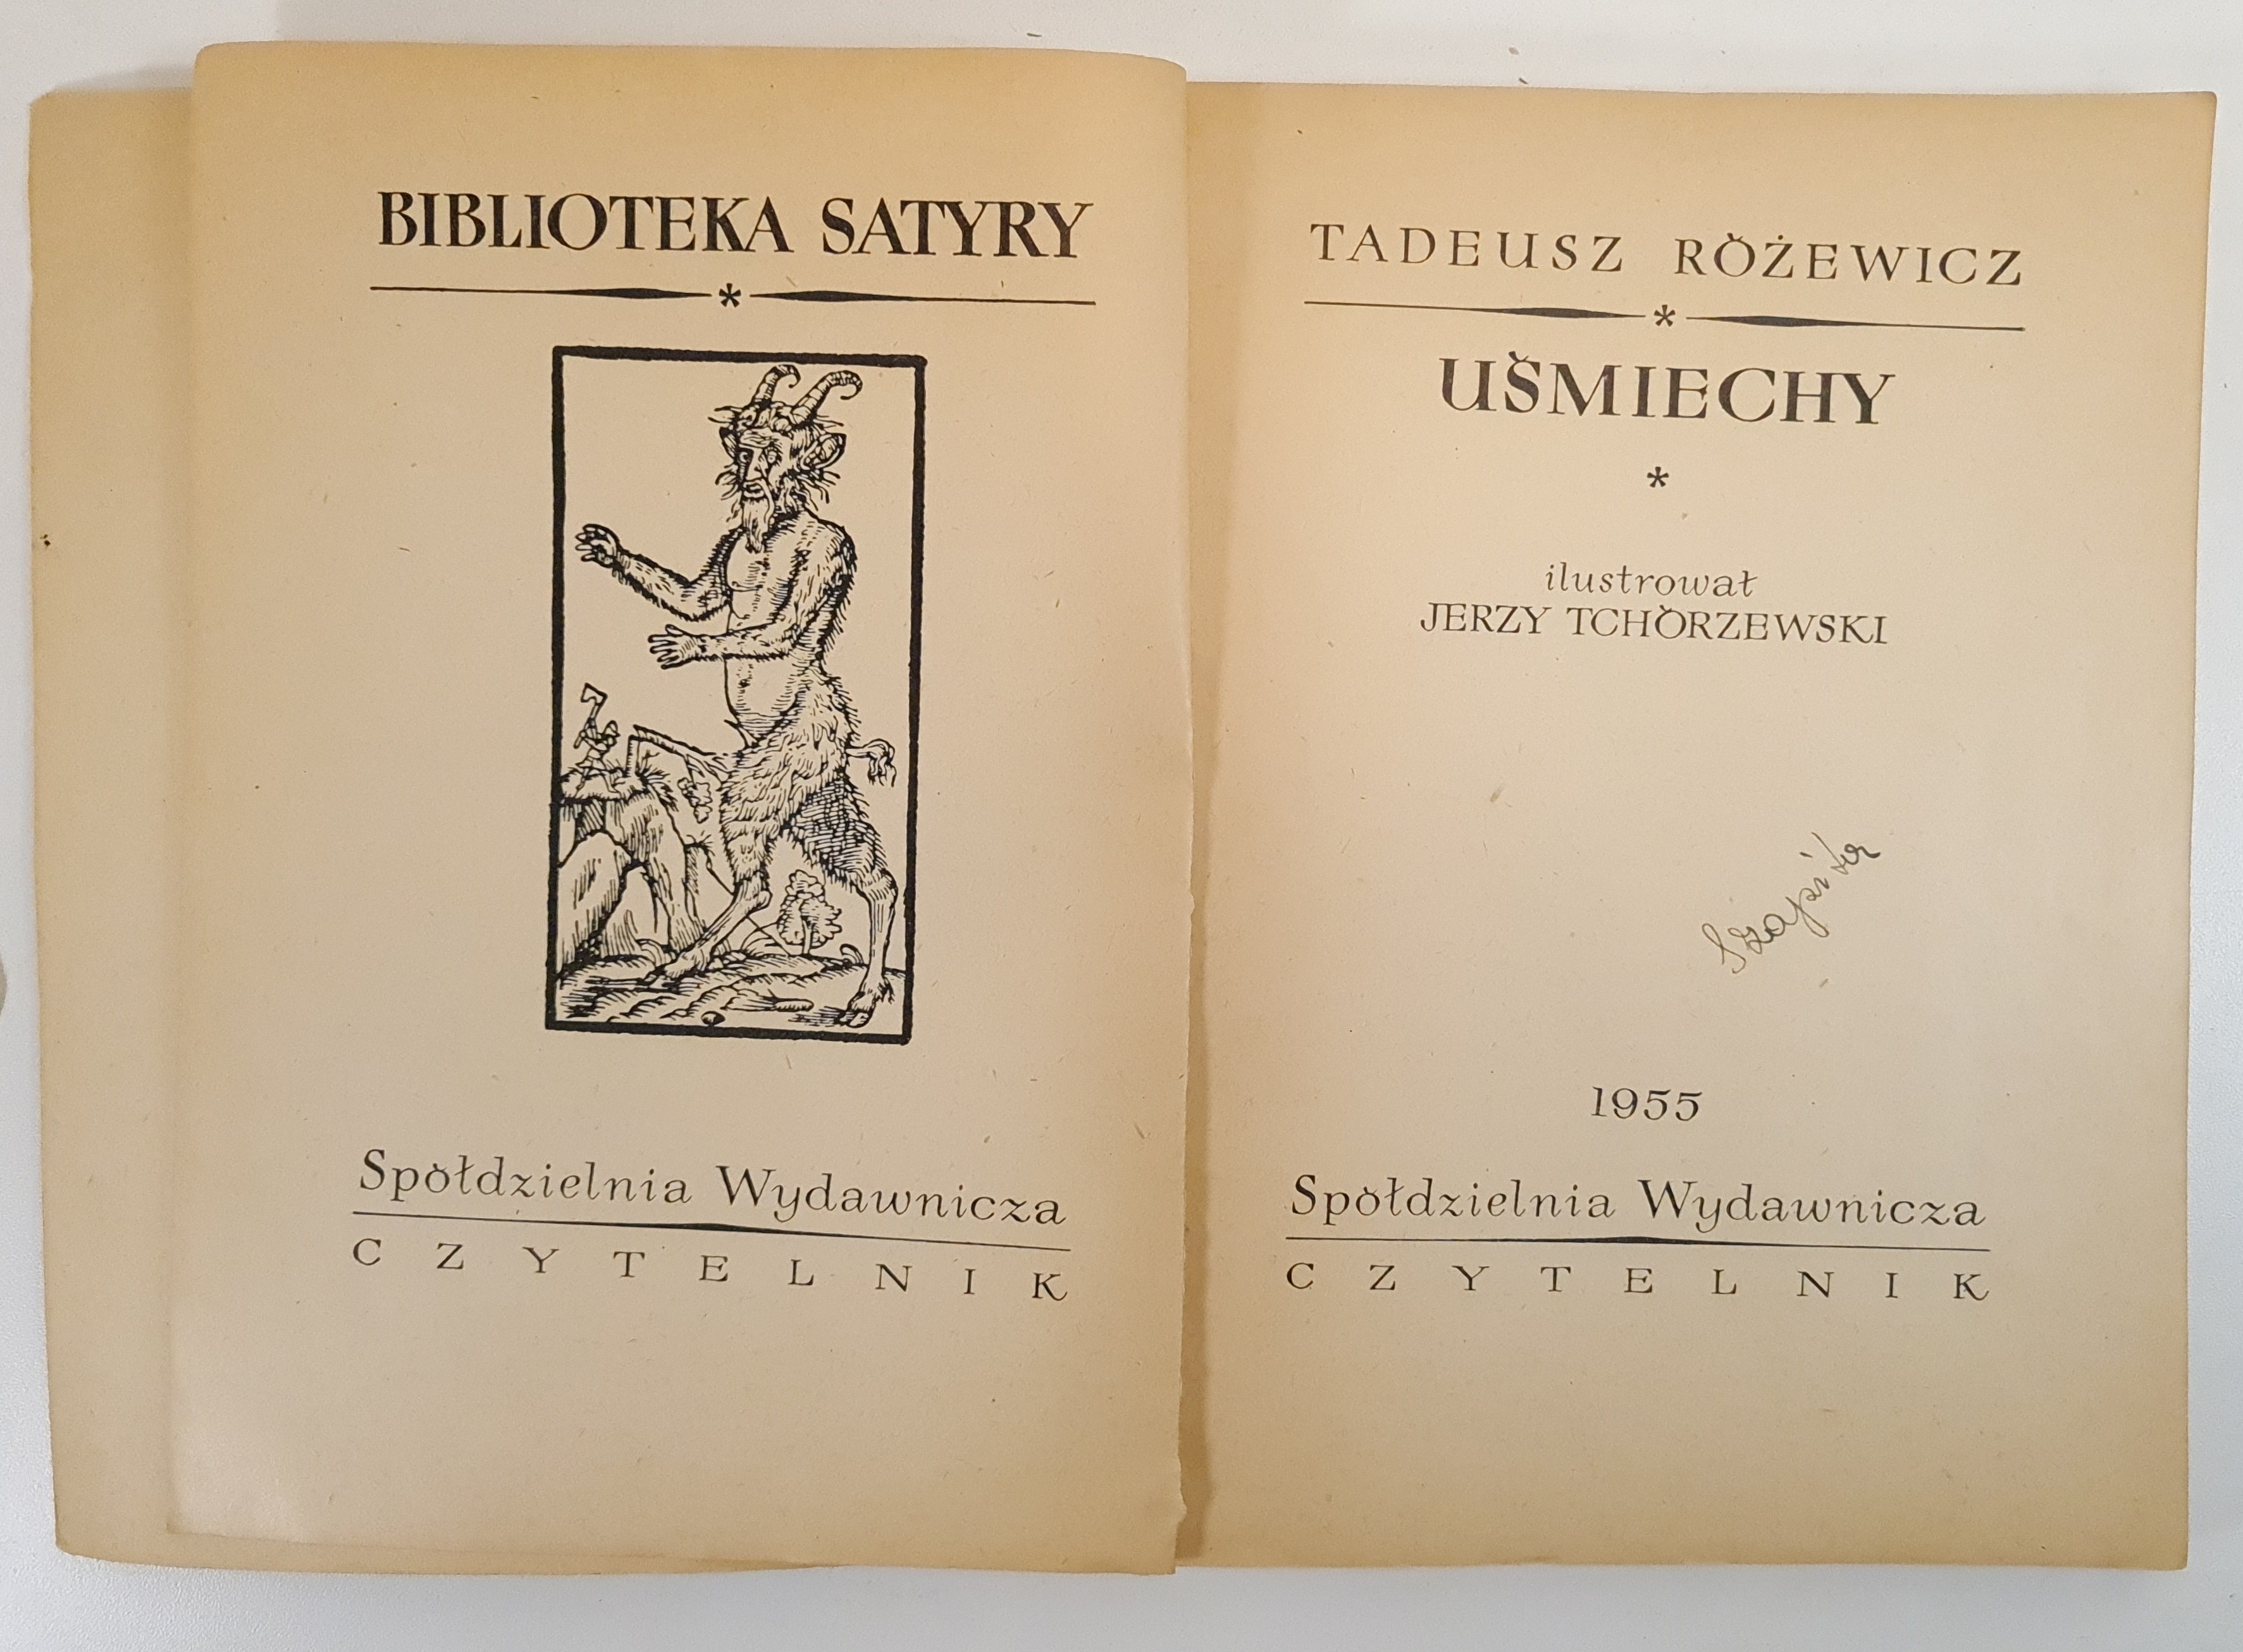 BIBLIOTEKA SATYRY
*
Spółdzielnia Wydawnicza
CZYTELNIK
TADEUSZ RÓŻEWICZ
*
UŚMIECHY
*
ilustrował
JERZY TCHÓRZEWSKI
1955
Spółdzielnia Wydawnicza
CZYTELNIK